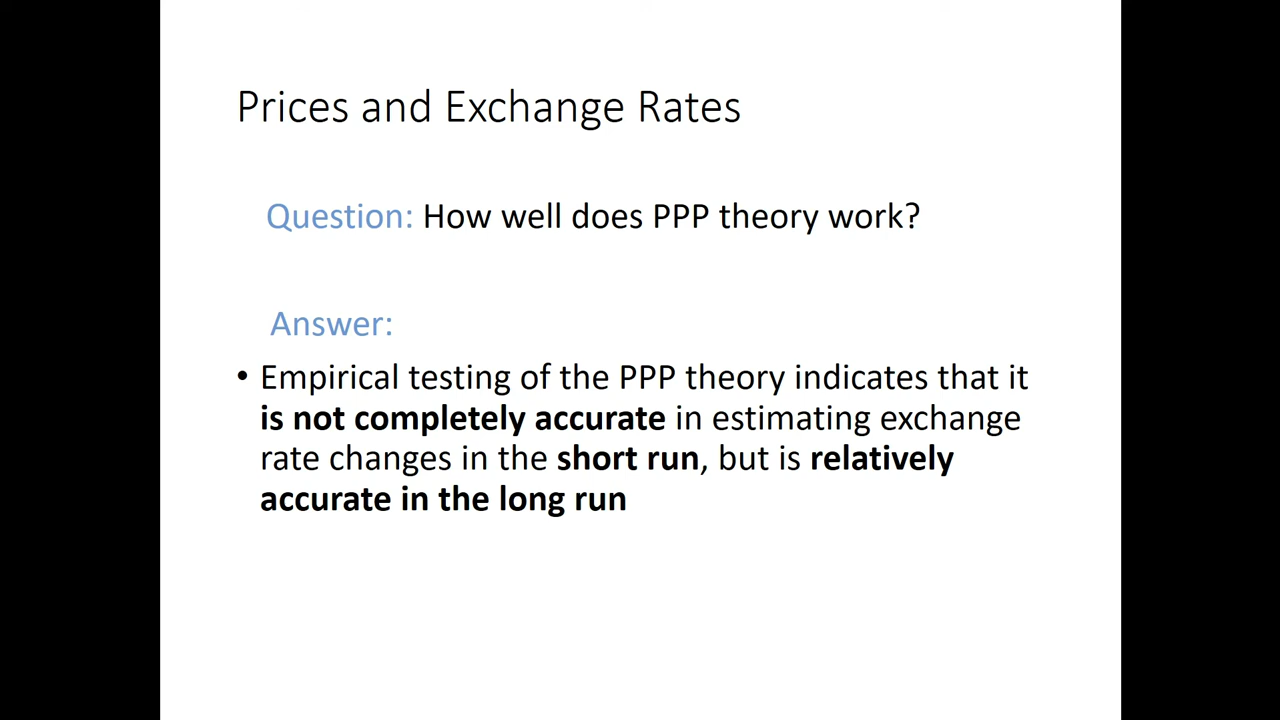 Prices and Exchange Rates
Question: How well does PPP theory work?
Answer:
• Empirical testing of the PPP theory indicates that it
is not completely accurate in estimating exchange
rate changes in the short run, but is relatively
accurate in the long run